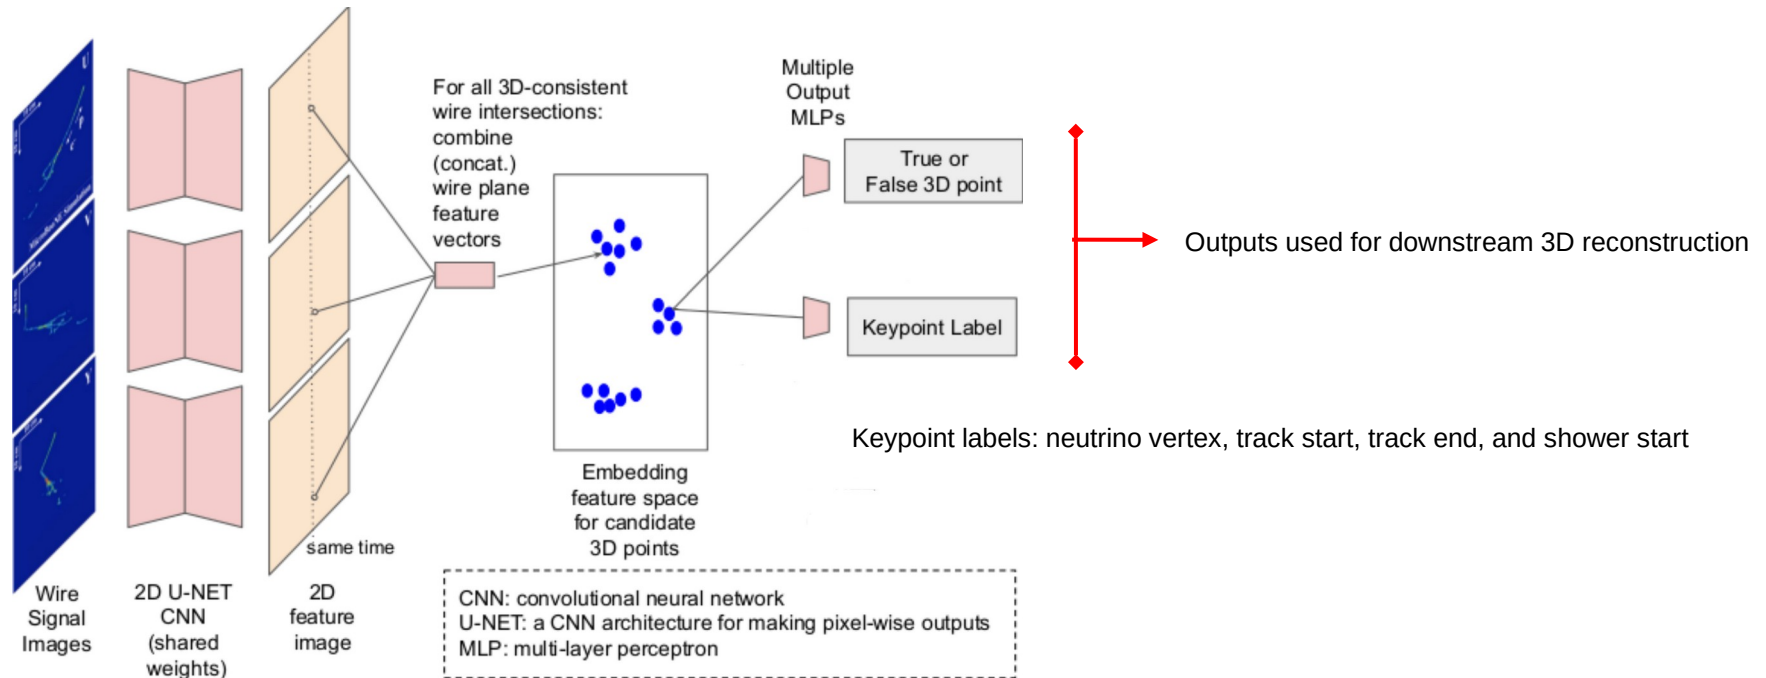 U
P
MicroBooNE Simulation
V
Y
For all 3D-consistent
wire intersections:
combine
(concat.)
wire plane
feature
vectors
Multiple
Output
MLPs
True or
False 3D point
Keypoint Label
Outputs used for downstream 3D reconstruction
Keypoint labels: neutrino vertex, track start, track end, and shower start
Embedding
feature space
for candidate
3D points
same time
Wire
Signal
Images
2D U-NET
CNN
(shared
weights)
2D
feature
image
CNN: convolutional neural network
U-NET: a CNN architecture for making pixel-wise outputs
MLP: multi-layer perceptron